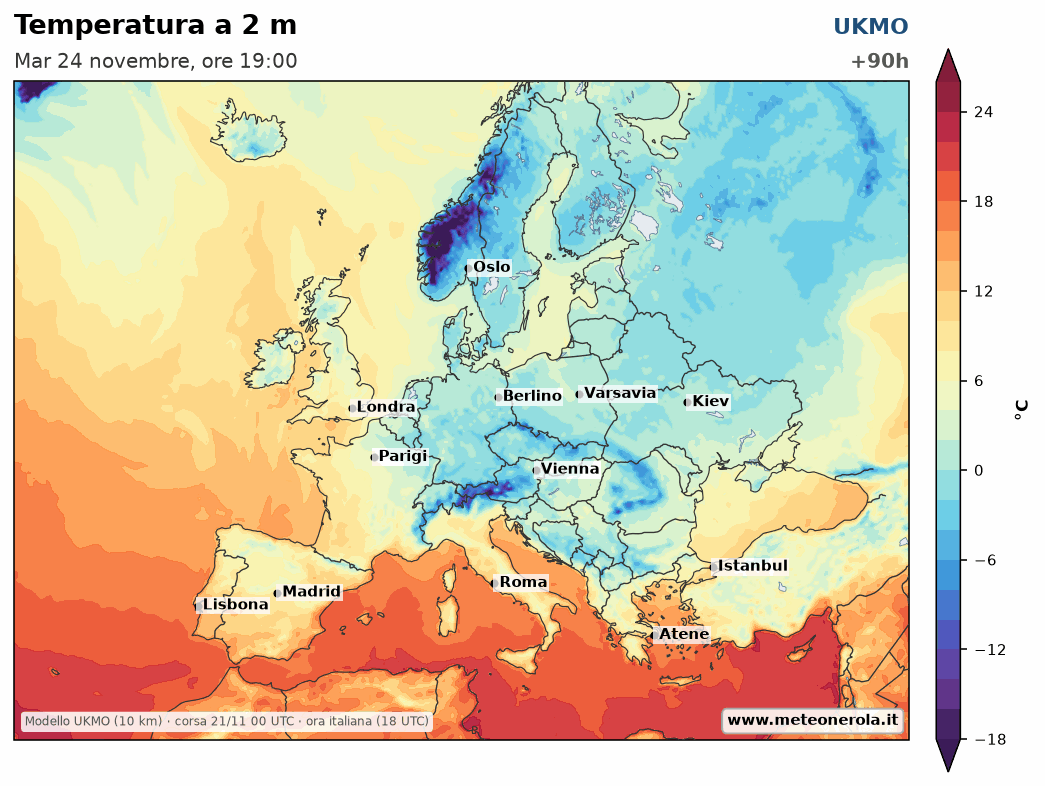 Temperatura a 2 m
UKMO
Mar 24 novembre, ore 19:00
+90h
24
18
12
6
0
−6
−12
−18
°C
Oslo
Londra
Berlino
Varsavia
Kiev
Parigi
Vienna
Istanbul
Roma
Madrid
Lisbona
Atene
Modello UKMO (10 km) · corsa 21/11 00 UTC · ora italiana (18 UTC)
www.meteonerola.it